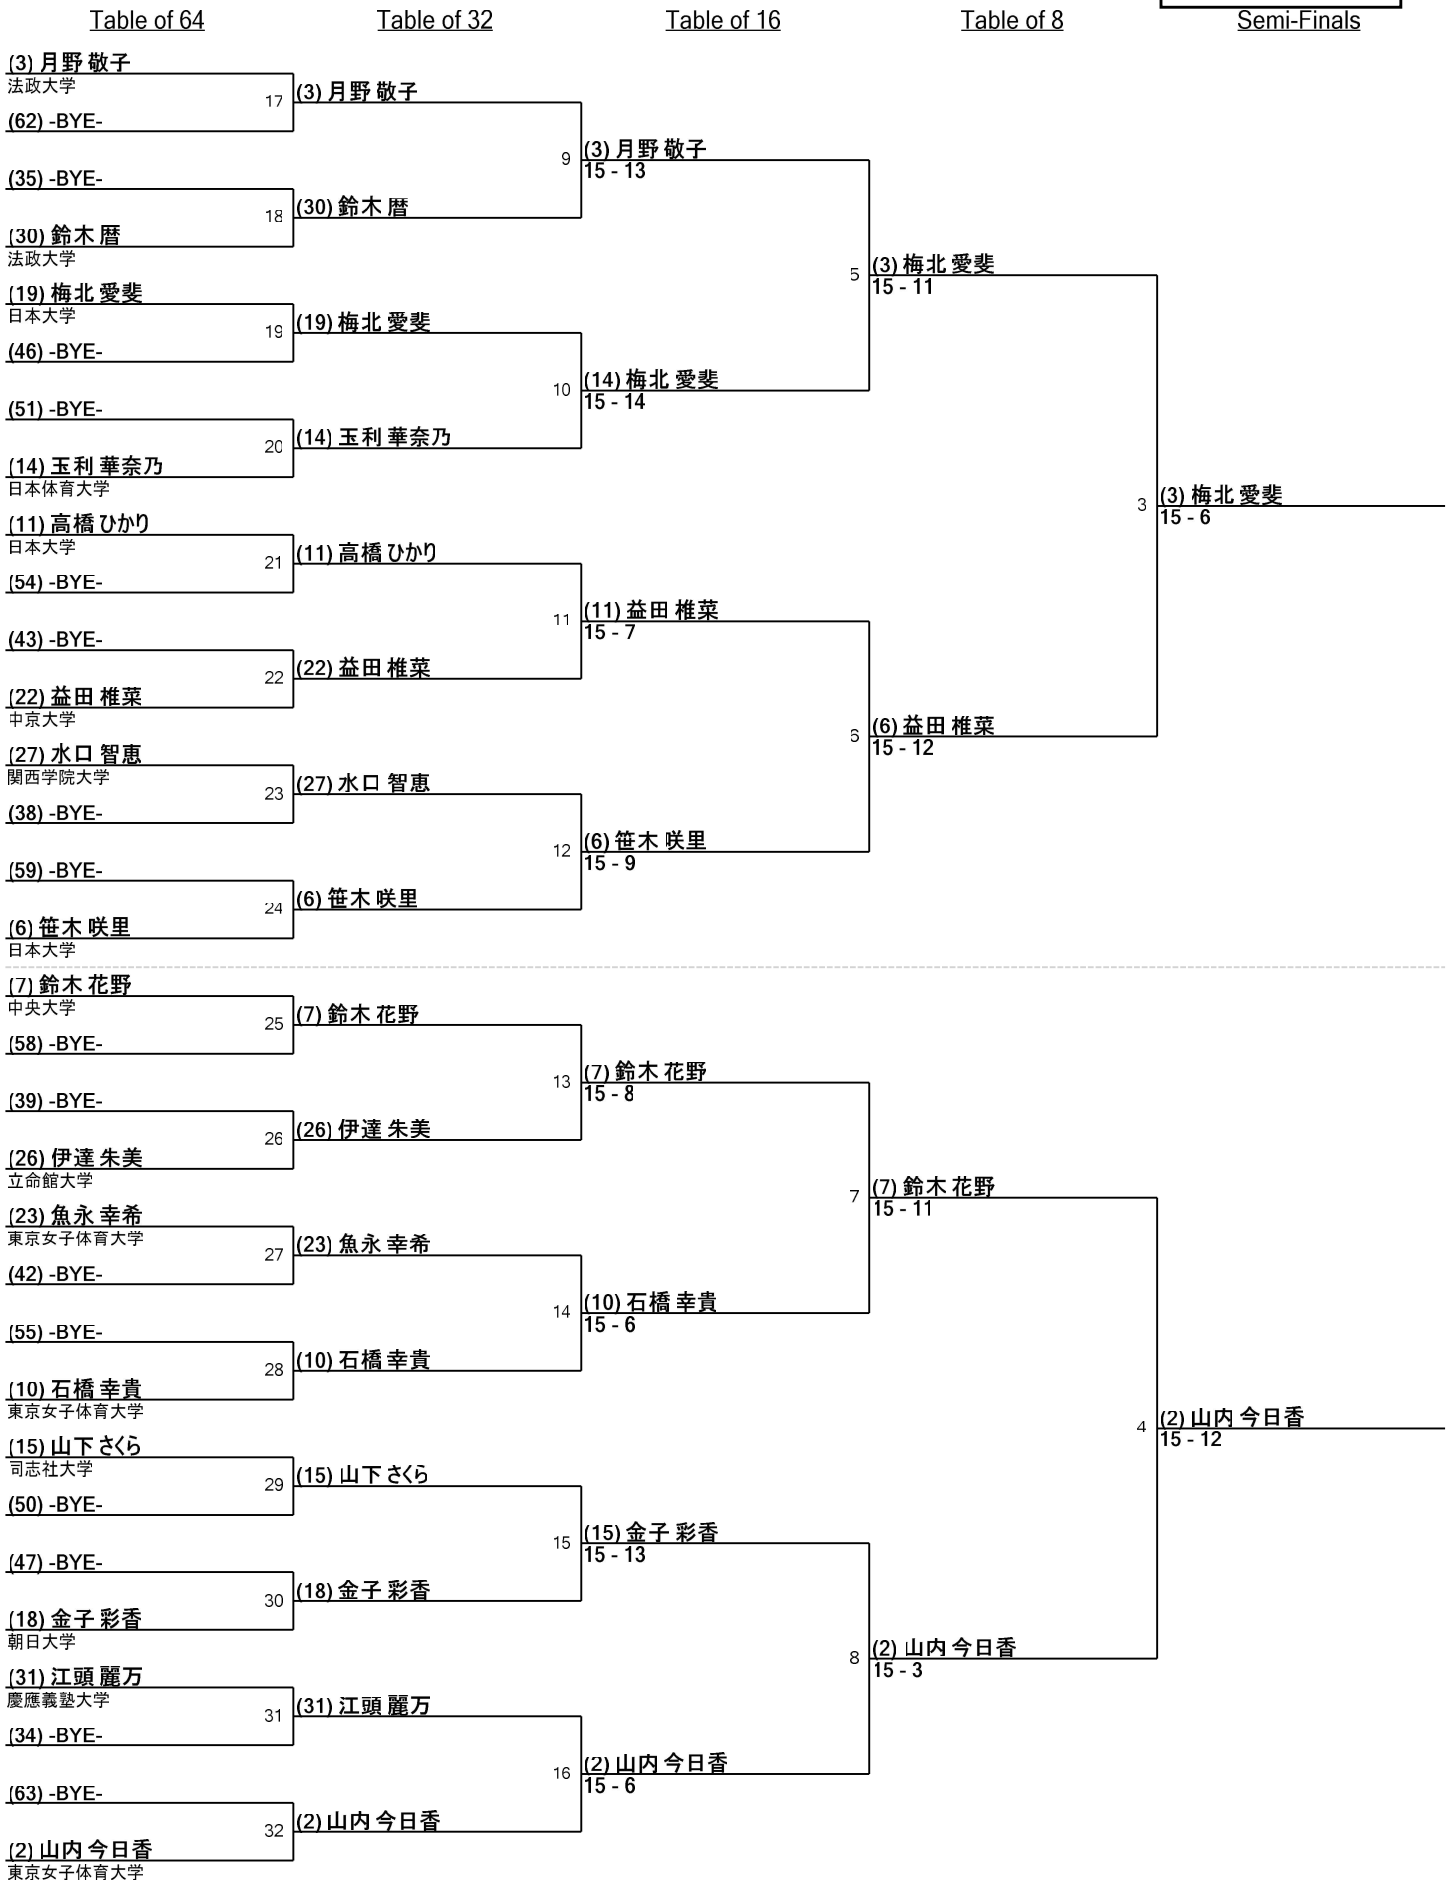 Table of 64
Table of 32
Table of 16
Table of 8
Semi-Finals
(3) 月野 敬子
法政大学
17
(62) -BYE-
(3) 月野 敬子
(35) -BYE-
18
(30) 鈴木 暦
法政大学
(30) 鈴木 暦
9
(3) 月野 敬子
15 - 13
(19) 梅北 愛斐
日本大学
19
(46) -BYE-
(19) 梅北 愛斐
(51) -BYE-
20
(14) 玉利 華奈乃
日本体育大学
(14) 玉利 華奈乃
10
(14) 梅北 愛斐
15 - 14
5
(3) 梅北 愛斐
15 - 11
(11) 高橋 ひかり
日本大学
21
(54) -BYE-
(11) 高橋 ひかり
(43) -BYE-
22
(22) 益田 椎菜
中京大学
(22) 益田 椎菜
11
(11) 益田 椎菜
15 - 7
(27) 水口 智恵
関西学院大学
23
(38) -BYE-
(27) 水口 智恵
(59) -BYE-
24
(6) 笹木 咲里
日本大学
(6) 笹木 咲里
12
(6) 笹木 咲里
15 - 9
6
(6) 益田 椎菜
15 - 12
3
(3) 梅北 愛斐
15 - 6
(7) 鈴木 花野
中央大学
25
(58) -BYE-
(7) 鈴木 花野
(39) -BYE-
26
(26) 伊達 朱美
立命館大学
(26) 伊達 朱美
13
(7) 鈴木 花野
15 - 8
(23) 魚永 幸希
東京女子体育大学
27
(42) -BYE-
(23) 魚永 幸希
(55) -BYE-
28
(10) 石橋 幸貴
東京女子体育大学
(10) 石橋 幸貴
14
(10) 石橋 幸貴
15 - 6
7
(7) 鈴木 花野
15 - 11
(15) 山下 さくら
司志社大学
29
(50) -BYE-
(15) 山下 さくら
(47) -BYE-
30
(18) 金子 彩香
朝日大学
(18) 金子 彩香
15
(15) 金子 彩香
15 - 13
(31) 江頭 麗万
慶應義塾大学
31
(34) -BYE-
(31) 江頭 麗万
(63) -BYE-
32
(2) 山内 今日香
東京女子体育大学
(2) 山内 今日香
16
(2) 山内 今日香
15 - 6
8
(2) 山内 今日香
15 - 3
4
(2) 山内 今日香
15 - 12